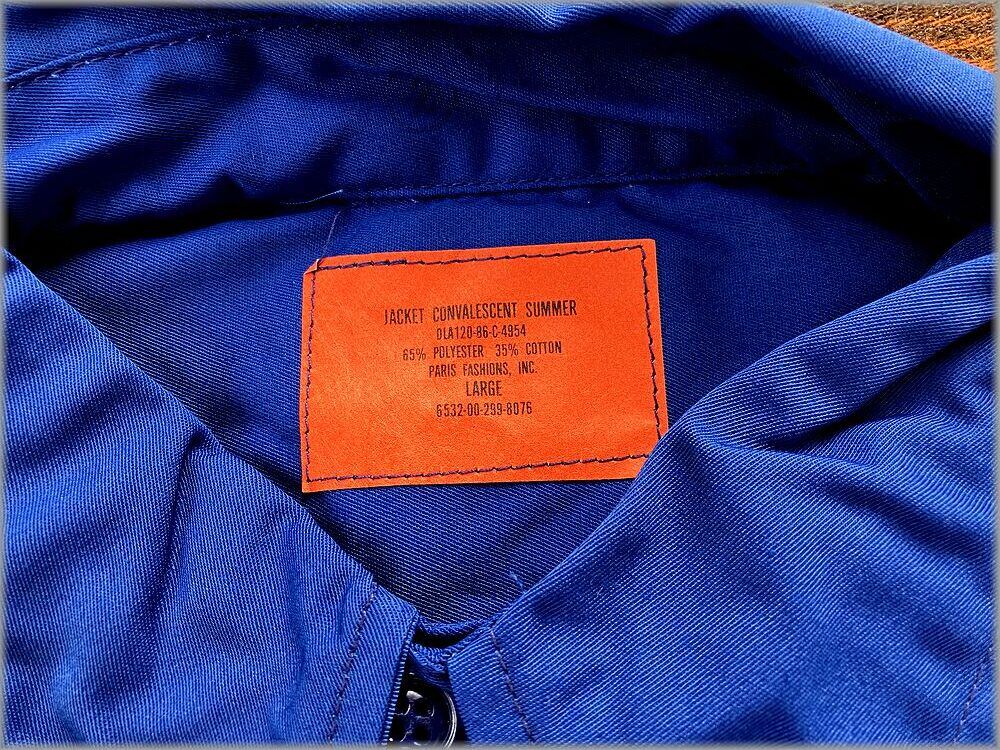 JACKET CONVALESCENT SUMMER
DLA120-86-C-4954
65% POLYESTER 35% COTTON
PARIS FASHIONS, INC.
LARGE
6532-00-299-8076